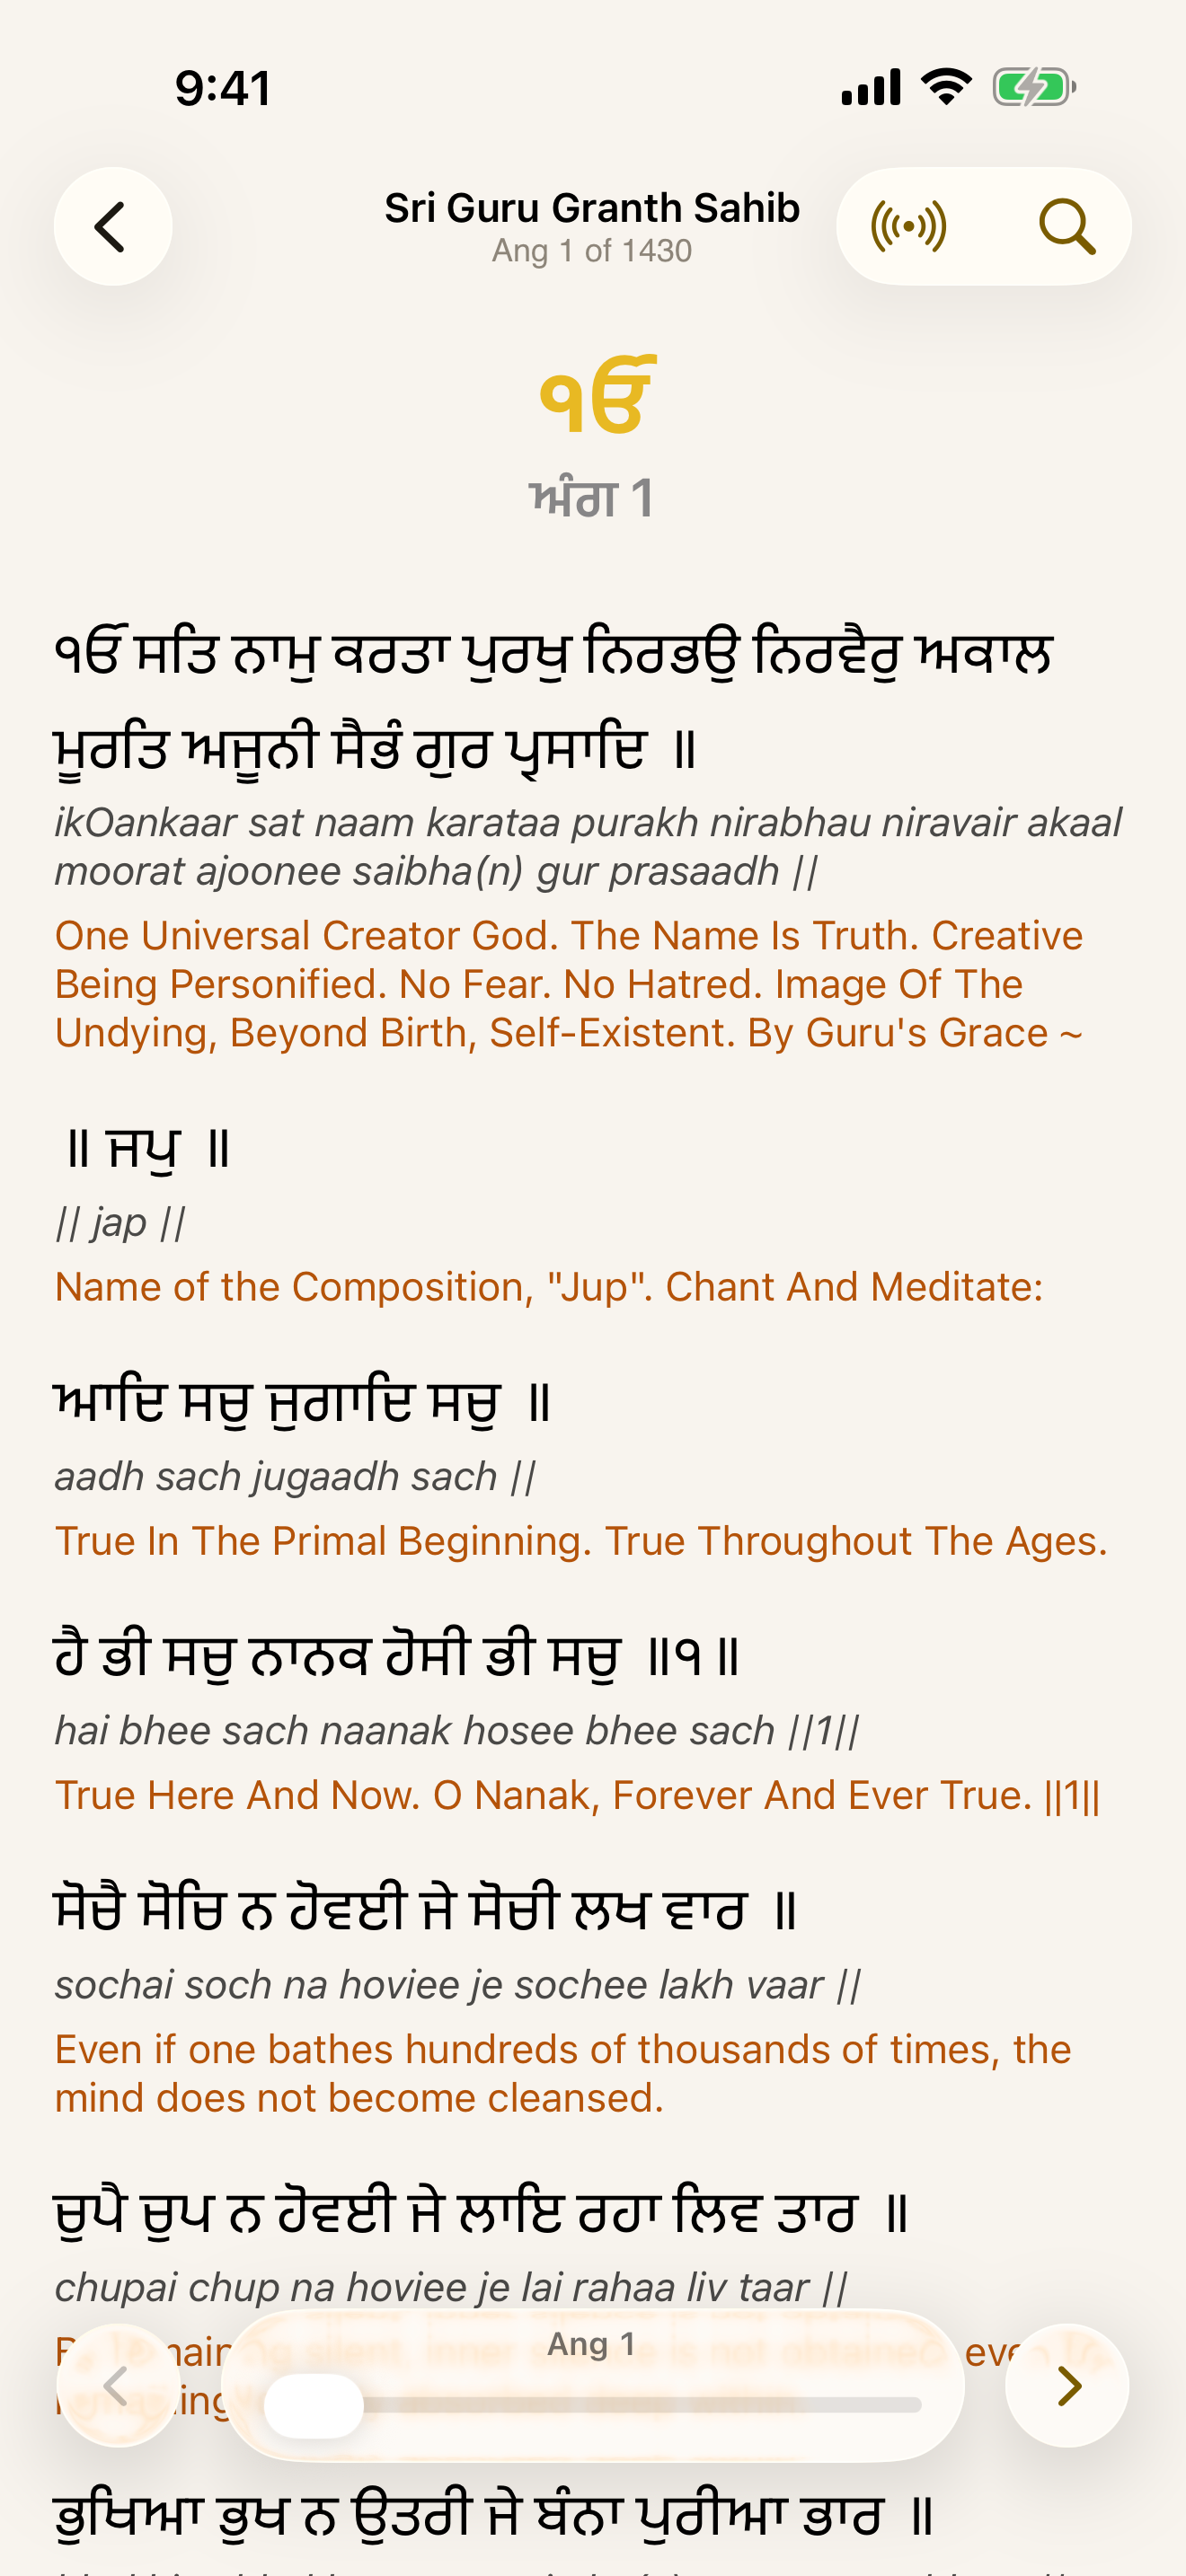 9:41
Sri Guru Granth Sahib
Ang 1 of 1430
ੴ
ਅੰਗ 1
ੴ ਸਤਿ ਨਾਮੁ ਕਰਤਾ ਪੁਰਖੁ ਨਿਰਭਉ ਨਿਰਵੈਰੁ ਅਕਾਲ
ਮੂਰਤਿ ਅਜੂਨੀ ਸੈਭੰ ਗੁਰ ਪ੍ਰਸਾਦਿ ॥
ikOankaar sat naam karataa purakh nirabhau niravair akaal
moorat ajoonee saibha(n) gur prasaadh ||
One Universal Creator God. The Name Is Truth. Creative
Being Personified. No Fear. No Hatred. Image Of The
Undying, Beyond Birth, Self-Existent. By Guru's Grace ~
॥ ਜਪੁ ॥
|| jap ||
Name of the Composition, "Jup". Chant And Meditate:
ਆਦਿ ਸਚੁ ਜੁਗਾਦਿ ਸਚੁ ॥
aadh sach jugaadh sach ||
True In The Primal Beginning. True Throughout The Ages.
ਹੈ ਭੀ ਸਚੁ ਨਾਨਕ ਹੋਸੀ ਭੀ ਸਚੁ ॥੧॥
hai bhee sach naanak hosee bhee sach ||1||
True Here And Now. O Nanak, Forever And Ever True. ||1||
ਸੋਚੈ ਸੋਚਿ ਨ ਹੋਵਈ ਜੇ ਸੋਚੀ ਲਖ ਵਾਰ ॥
sochai soch na hoviee je sochee lakh vaar ||
Even if one bathes hundreds of thousands of times, the
mind does not become cleansed.
ਚੁਪੈ ਚੁਪ ਨ ਹੋਵਈ ਜੇ ਲਾਇ ਰਹਾ ਲਿਵ ਤਾਰ ॥
chupai chup na hoviee je lai rahaa liv taar ||
Ang 1
ਭੁਖਿਆ ਭੁਖ ਨ ਉਤਰੀ ਜੇ ਬੰਨਾ ਪੁਰੀਆ ਭਾਰ ॥